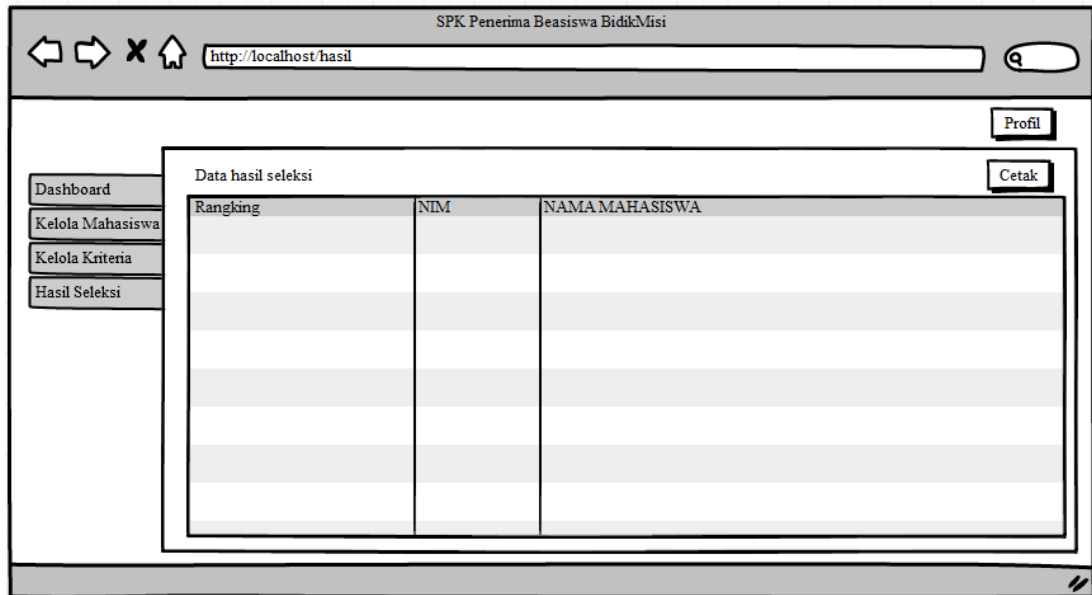 SPK Penerima Beasiswa BidikMisi
http://localhost/hasil
Profil
Dashboard
Kelola Mahasiswa
Kelola Kriteria
Hasil Seleksi
Data hasil seleksi
Cetak
Rangking NIM NAMA MAHASISWA